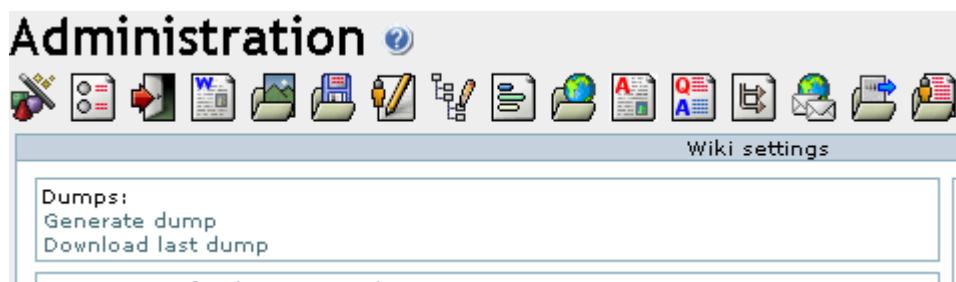 Administration
Wiki settings
Dumps:
Generate dump
Download last dump